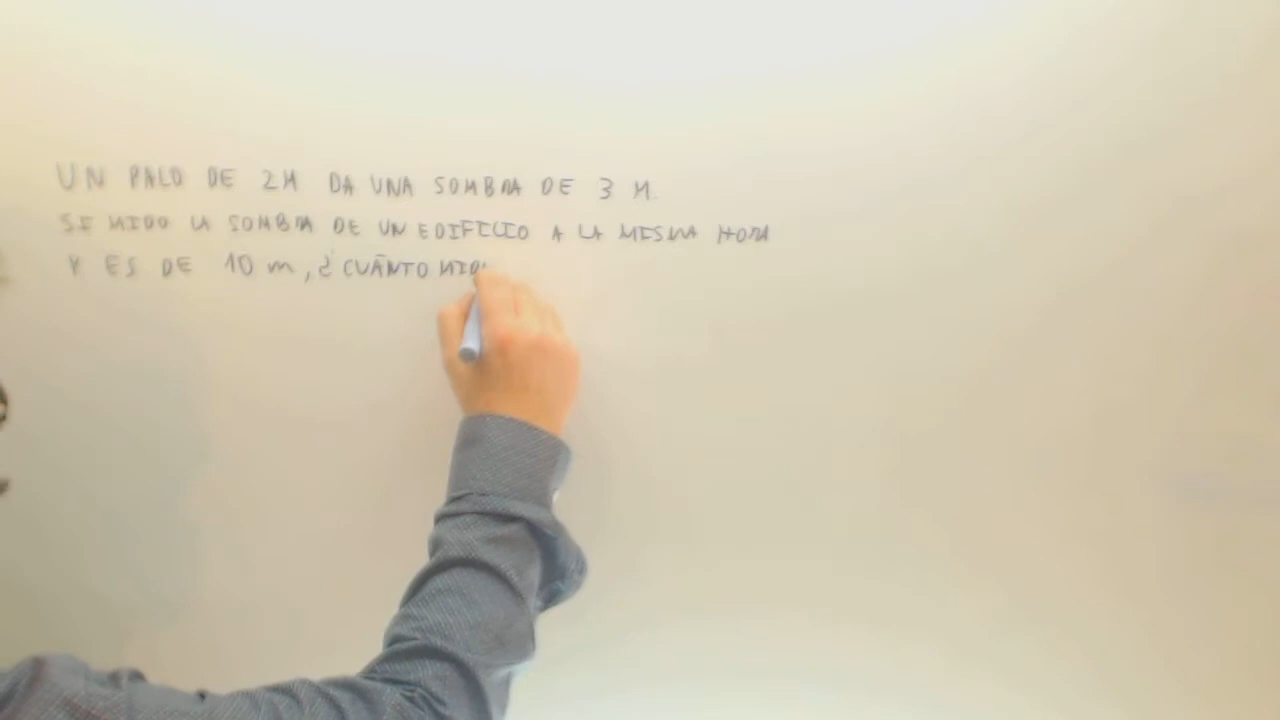 UN PALO DE 2M DA UNA SOMBRA DE 3 M.
SI MIDO LA SOMBRA DE UN EDIFICIO A LA MISMA HORA
Y ES DE 10 m, ¿CUÁNTO MIDE